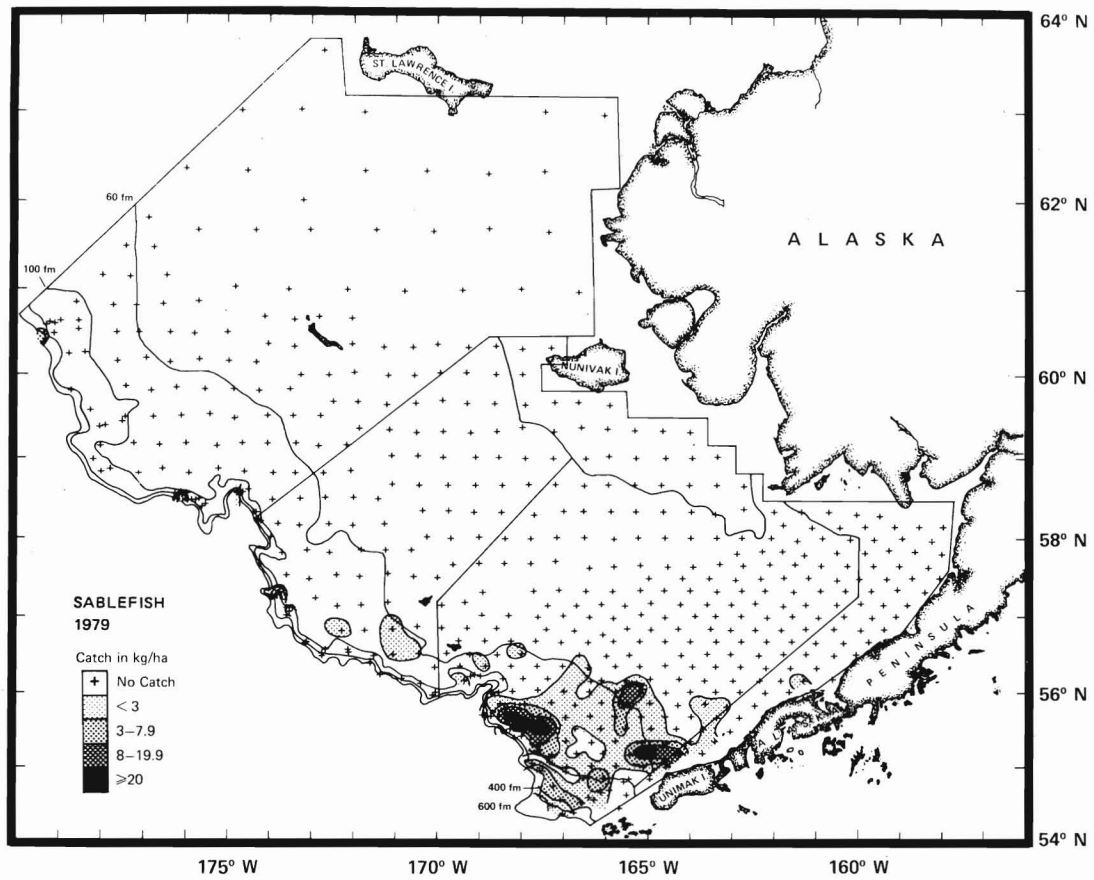 64° N
ST. LAWRENCE I.
60 fm
62° N
ALASKA
100 fm
NUNIVAK I.
60° N
58° N
SABLEFISH
1979
Catch in kg/ha
+ No Catch
< 3
3–7.9
8–19.9
⩾20
PENINSULA
56° N
400 fm
UNIMAK I.
600 fm
54° N
175° W
170° W
165° W
160° W